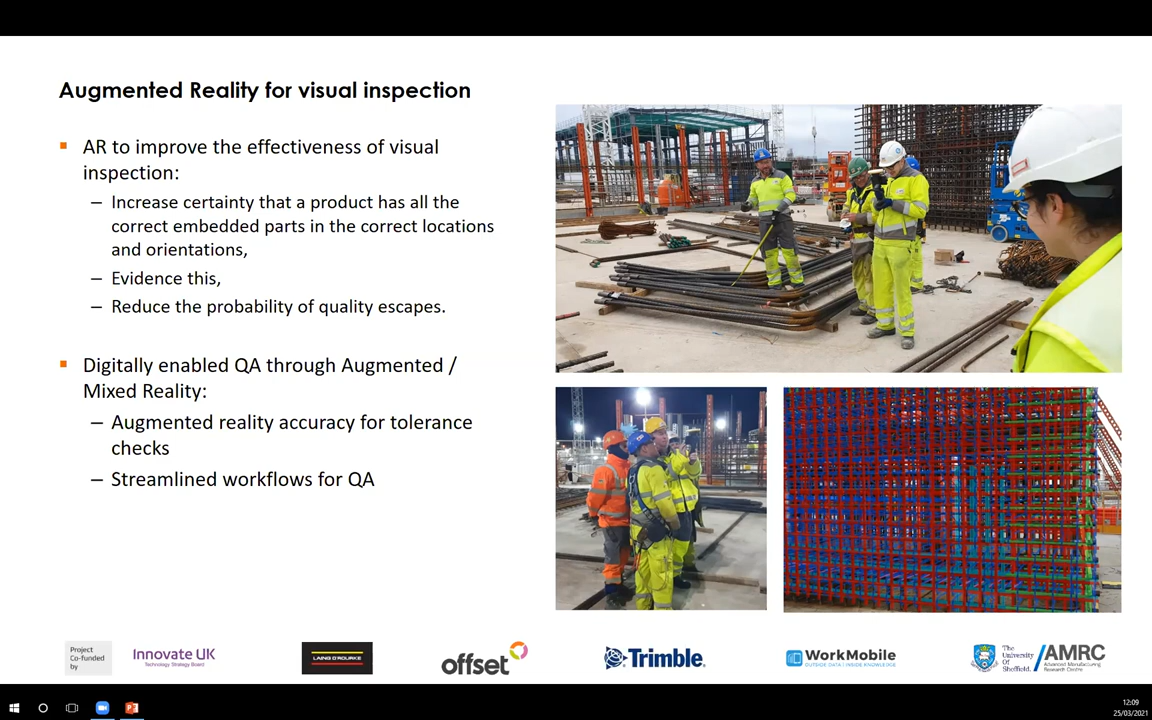 Augmented Reality for visual inspection
AR to improve the effectiveness of visual
inspection:
– Increase certainty that a product has all the
correct embedded parts in the correct locations
and orientations,
– Evidence this,
– Reduce the probability of quality escapes.
Digitally enabled QA through Augmented /
Mixed Reality:
– Augmented reality accuracy for tolerance
checks
– Streamlined workflows for QA
Project
Co-funded
by
Innovate UK
Technology Strategy Board
LAING O'ROURKE
offset
Trimble.
WorkMobile
OUTSIDE DATA | INSIDE KNOWLEDGE
The
University
Of
Sheffield.
AMRC
Advanced Manufacturing
Research Centre
12:09
25/03/2021